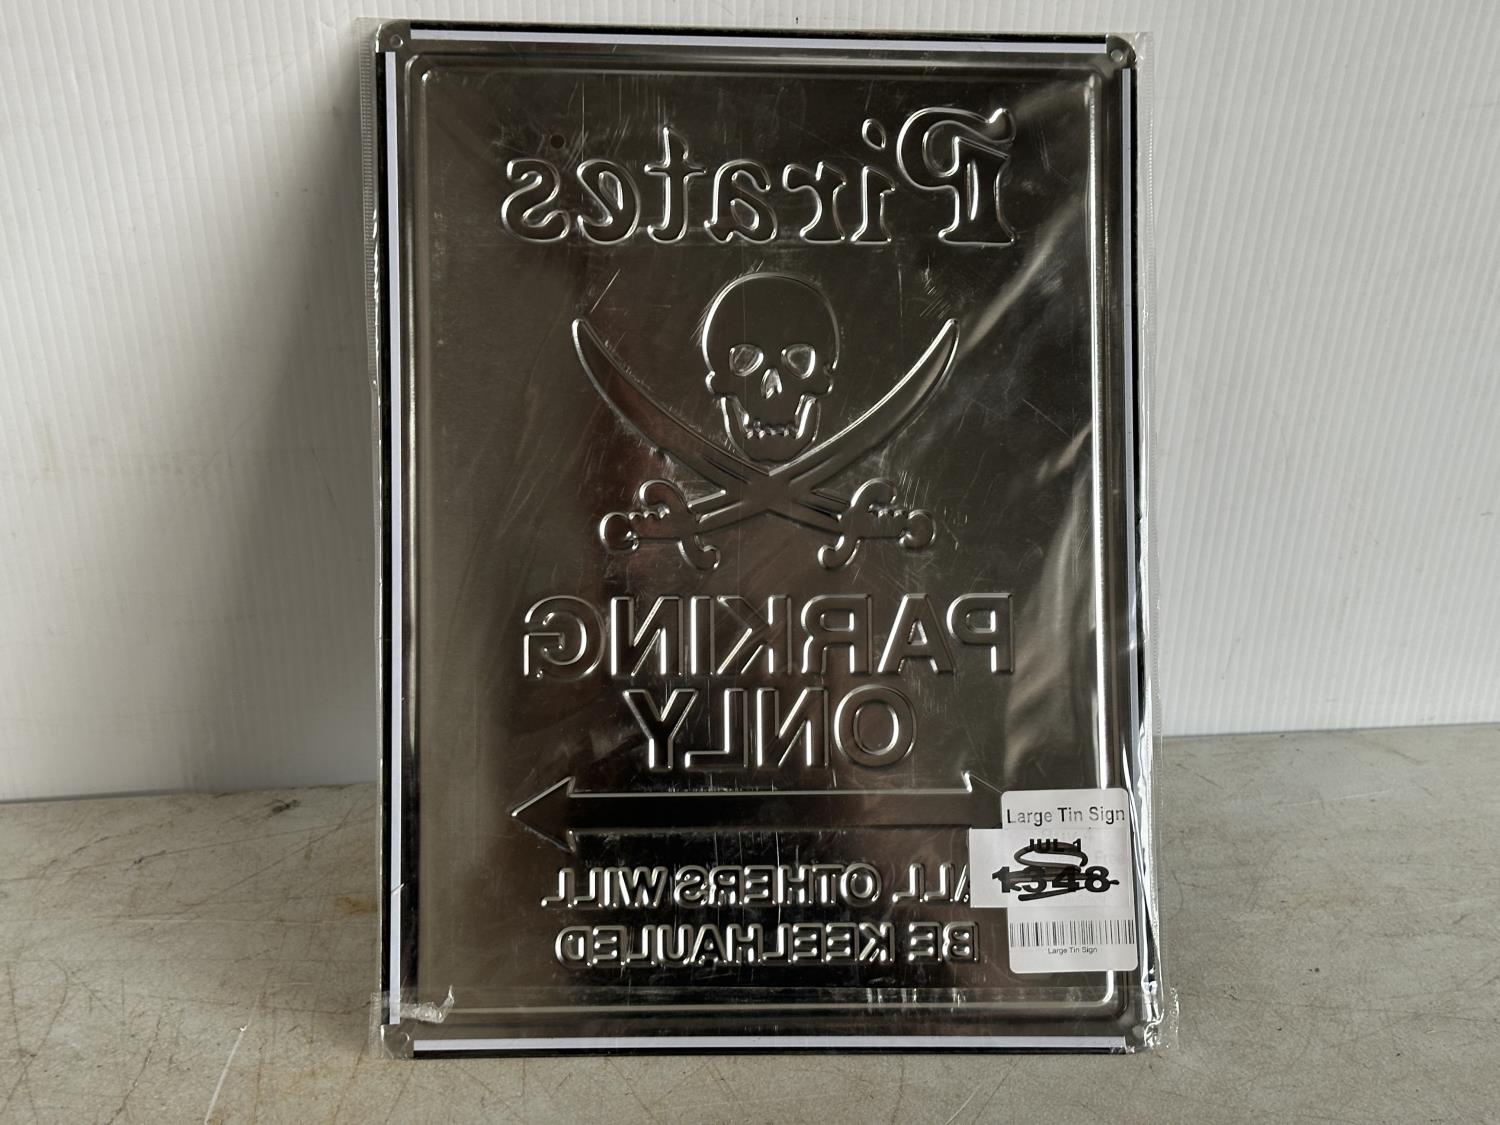 Pirates
PARKING
ONLY
ALL OTHERS WILL
BE KEELHAULED
Large Tin Sign
JUL 1
1348
Large Tin Sign